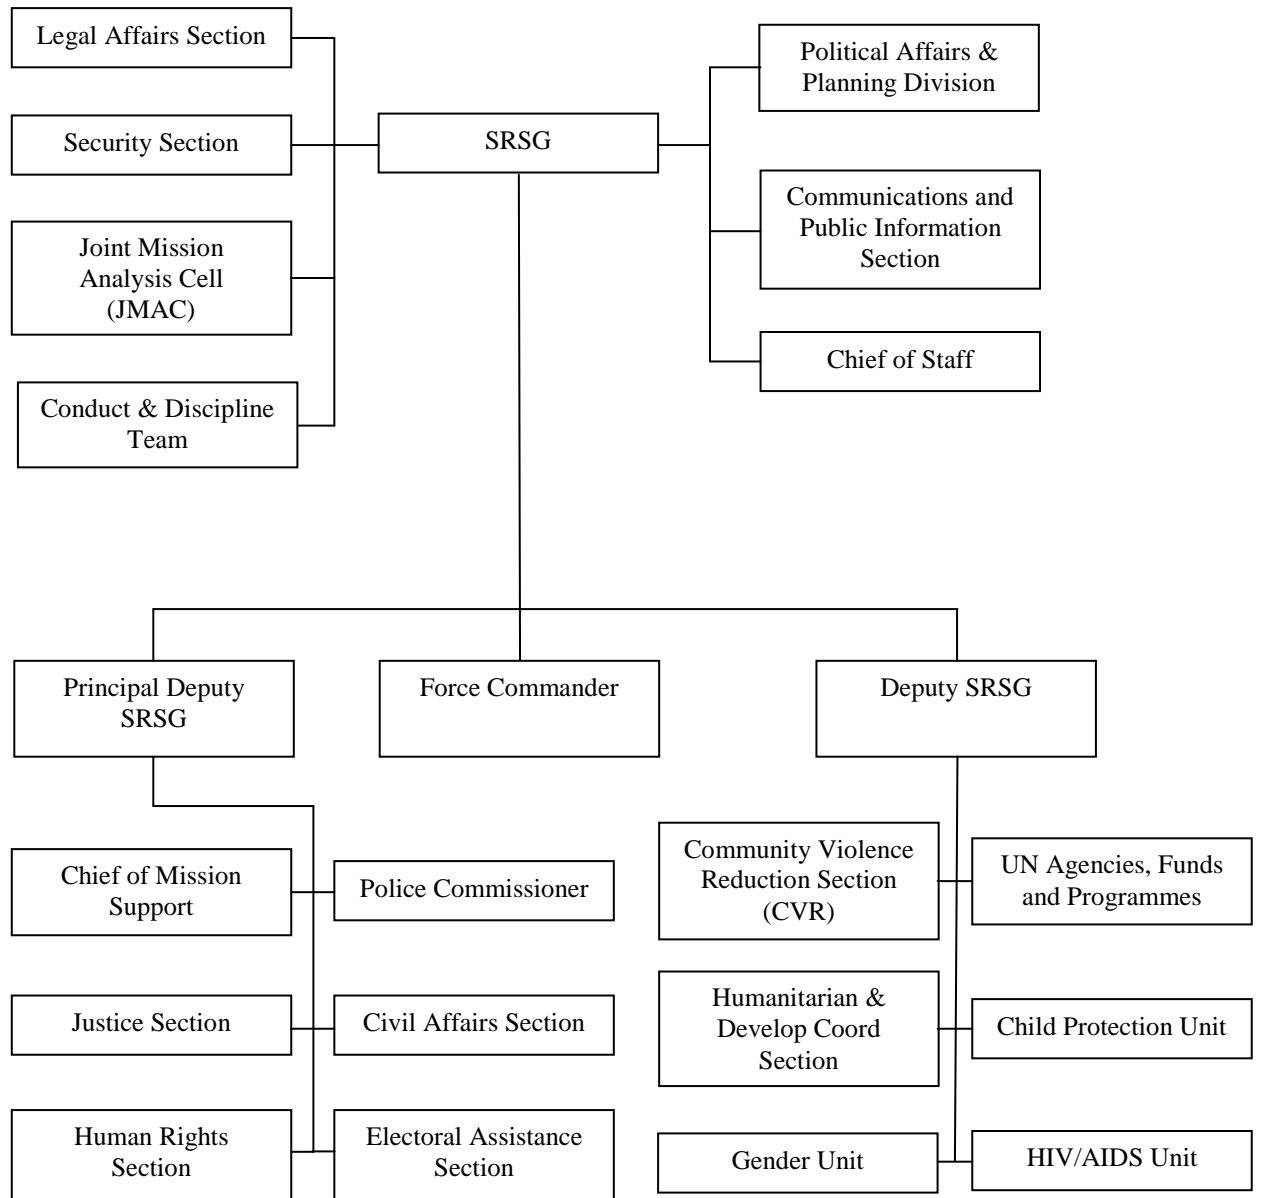 Legal Affairs Section
Political Affairs &
Planning Division
Security Section
SRSG
Communications and
Public Information
Section
Joint Mission
Analysis Cell
(JMAC)
Chief of Staff
Conduct & Discipline
Team
Principal Deputy
SRSG
Force Commander
Deputy SRSG
Chief of Mission
Support
Police Commissioner
Community Violence
Reduction Section
(CVR)
UN Agencies, Funds
and Programmes
Justice Section
Civil Affairs Section
Humanitarian &
Develop Coord
Section
Child Protection Unit
Human Rights
Section
Electoral Assistance
Section
Gender Unit
HIV/AIDS Unit